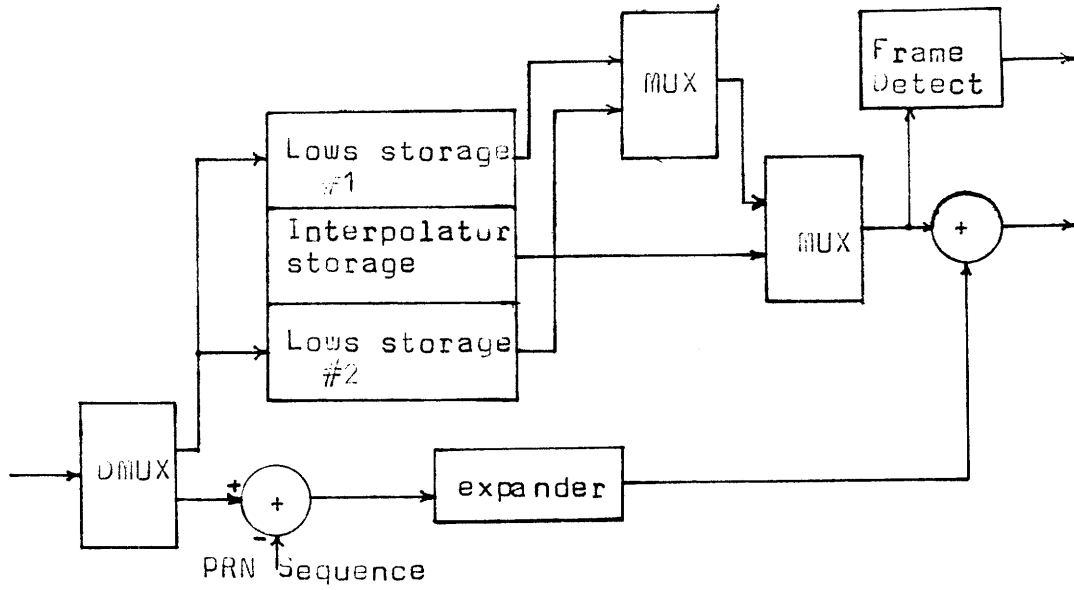 MUX
Frame
Detect
Lows storage
#1
Interpolator
storage
MUX
+
Lows storage
#2
DMUX
+
+
expander
-
PRN Sequence